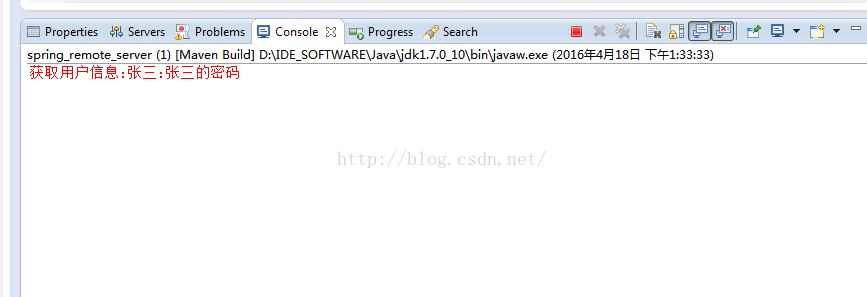 Properties Servers Problems Console Progress Search
spring_remote_server (1) [Maven Build] D:\IDE_SOFTWARE\Java\jdk1.7.0_10\bin\javaw.exe (2016年4月18日 下午1:33:33)
获取用户信息:张三:张三的密码
http://blog.csdn.net/